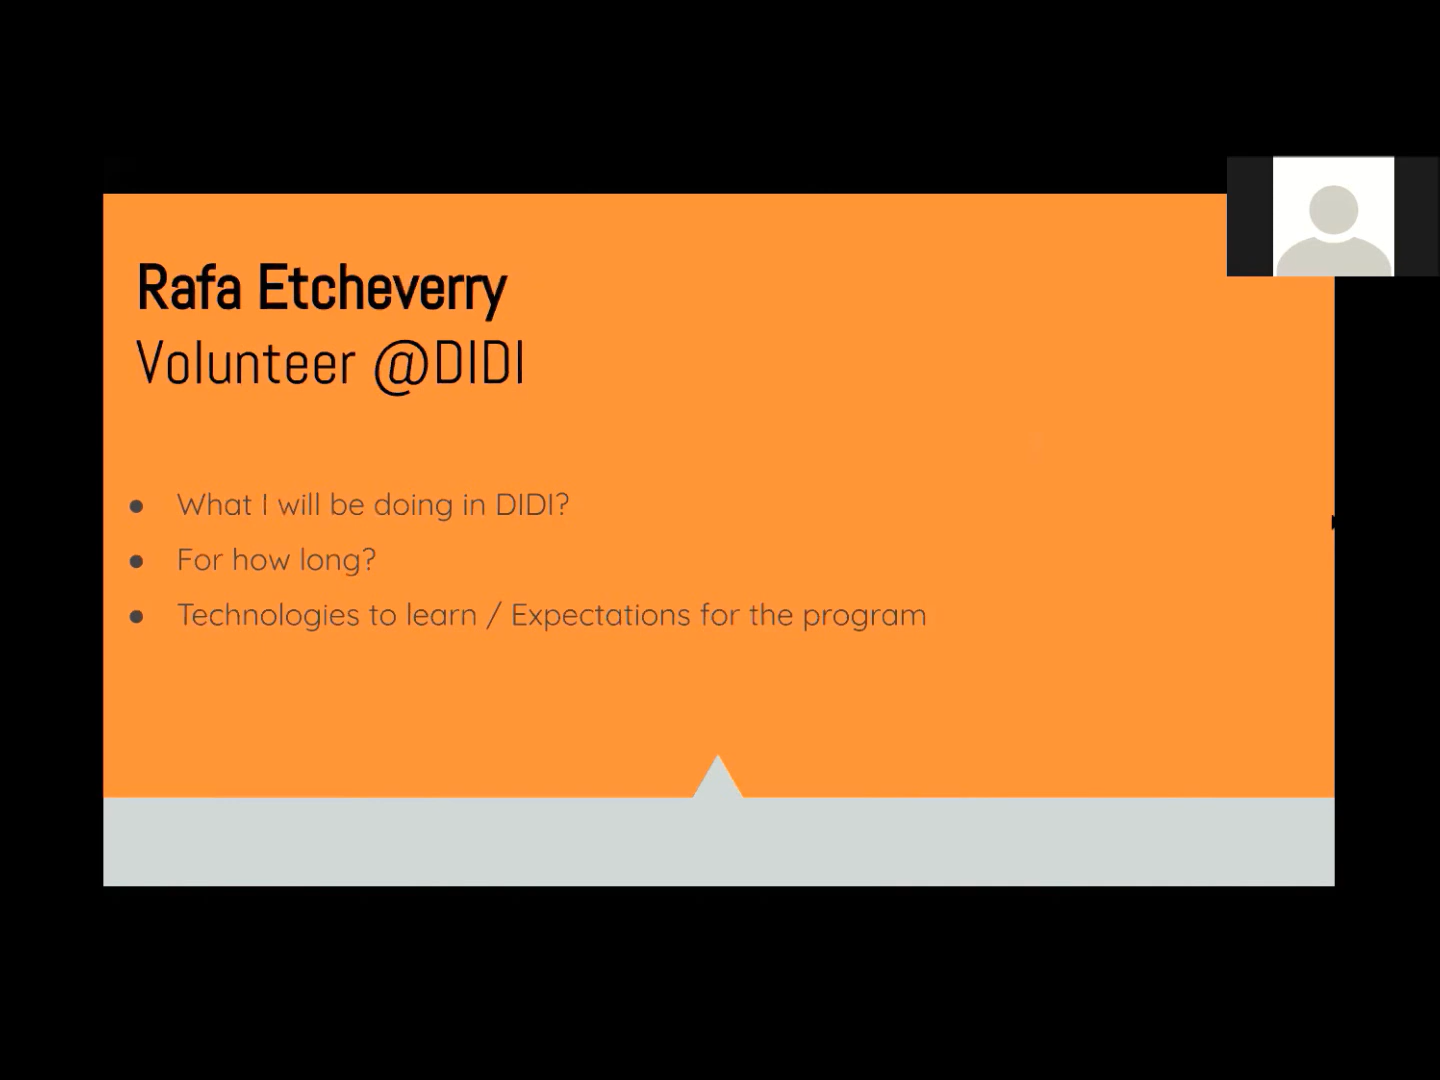 Rafa Etcheverry
Volunteer @DIDI
● What I will be doing in DIDI?
● For how long?
● Technologies to learn / Expectations for the program